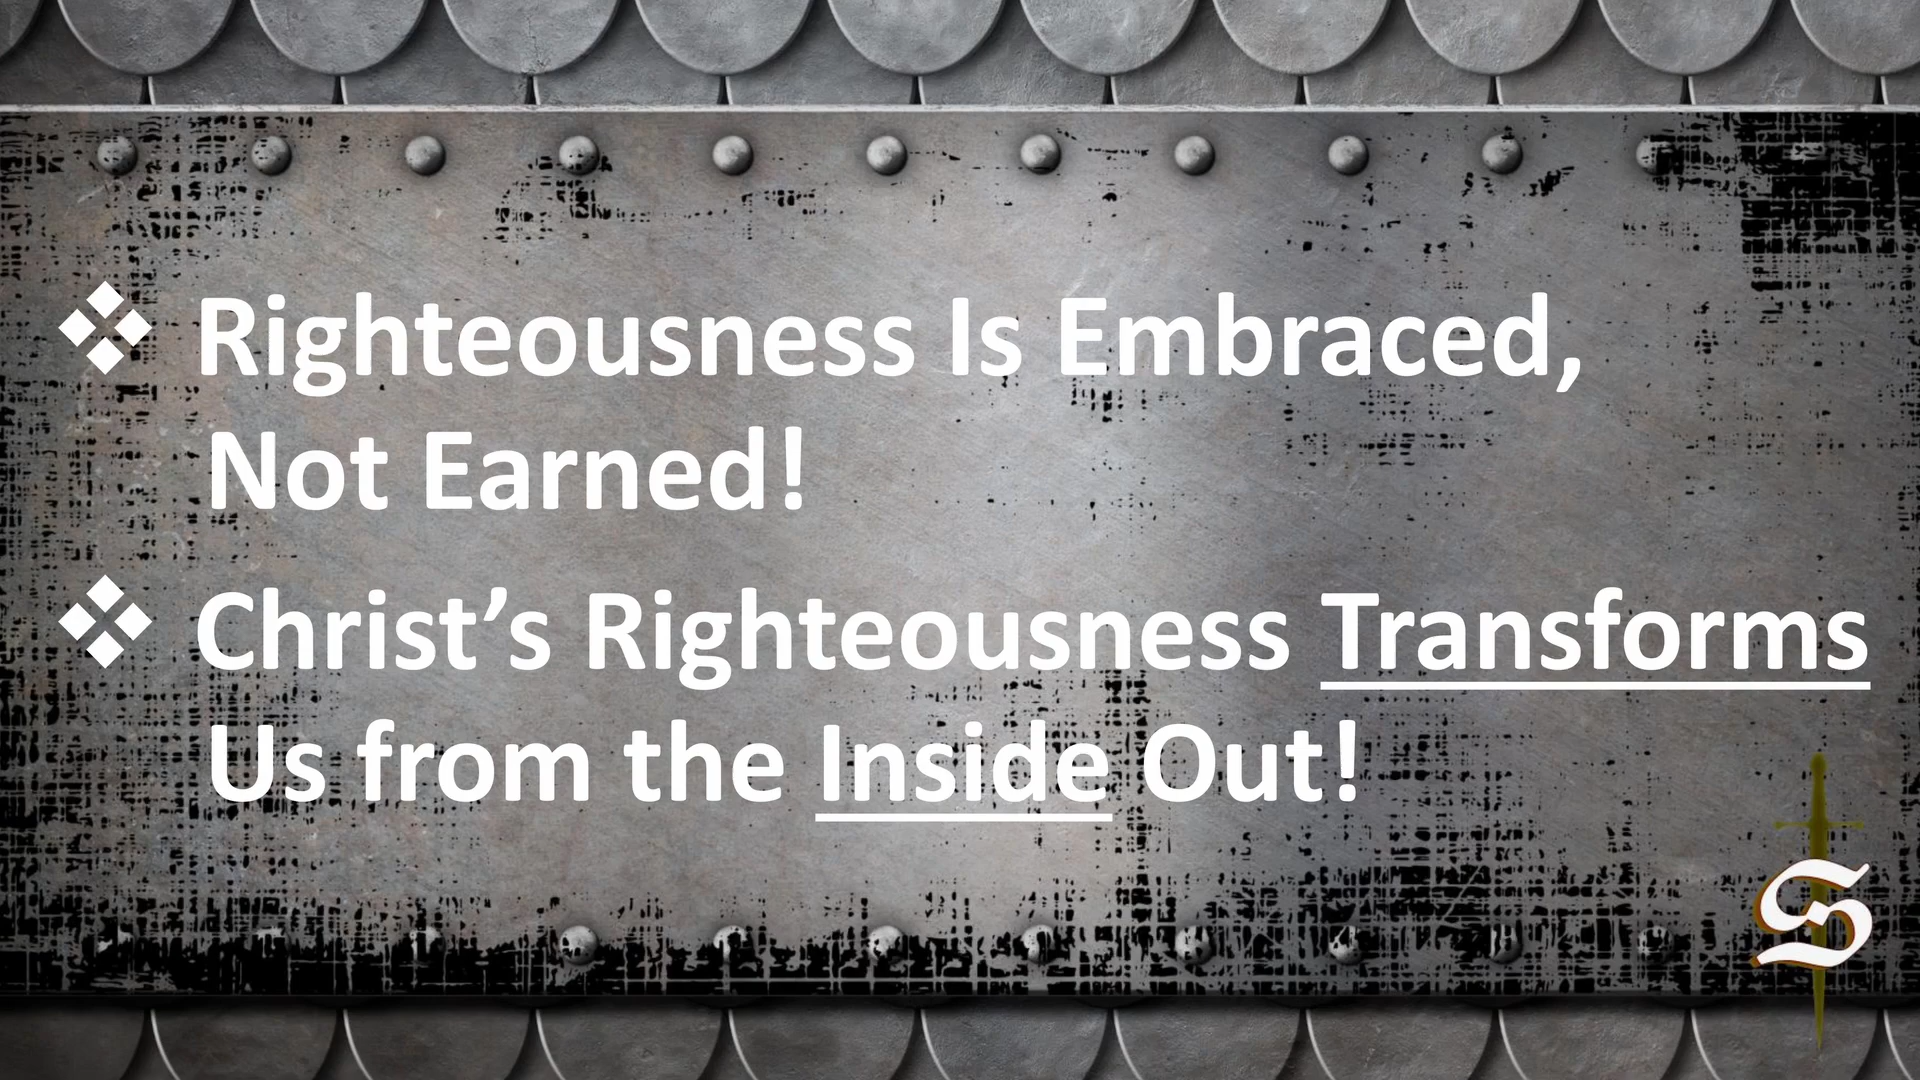 ❖ Righteousness Is Embraced,
Not Earned!
❖ Christ’s Righteousness Transforms
Us from the Inside Out!
S